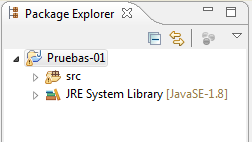 Package Explorer
Pruebas-01
src
JRE System Library [JavaSE-1.8]